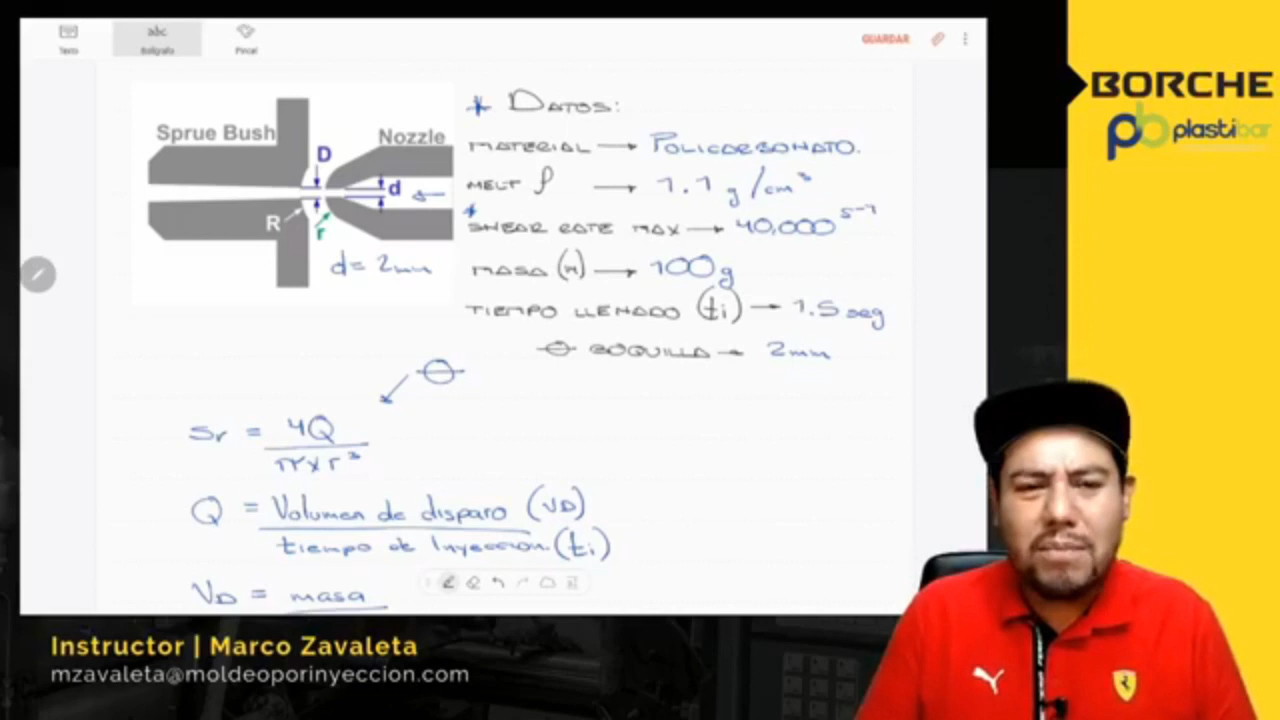 Texto
abc
Bolígrafo
Pincel
GUARDAR
Sprue Bush
Nozzle
D
d
R
r
d = 2mm
* DATOS:
MATERIAL → POLICARBONATO.
MELT ρ → 1.1 g/cm³
* SHEAR RATE MAX → 40,000 s⁻¹
MASA (m) → 100g
TIEMPO LLENADO (ti) → 1.5 seg
⌀ BOQUILLA → 2mm
Sr = 4Q
π x r³
Q = Volumen de disparo (VD)
tiempo de Inyección (ti)
VD = masa
BORCHE
pb plastibar
Instructor | Marco Zavaleta
mzavaleta@moldeoporinyeccion.com